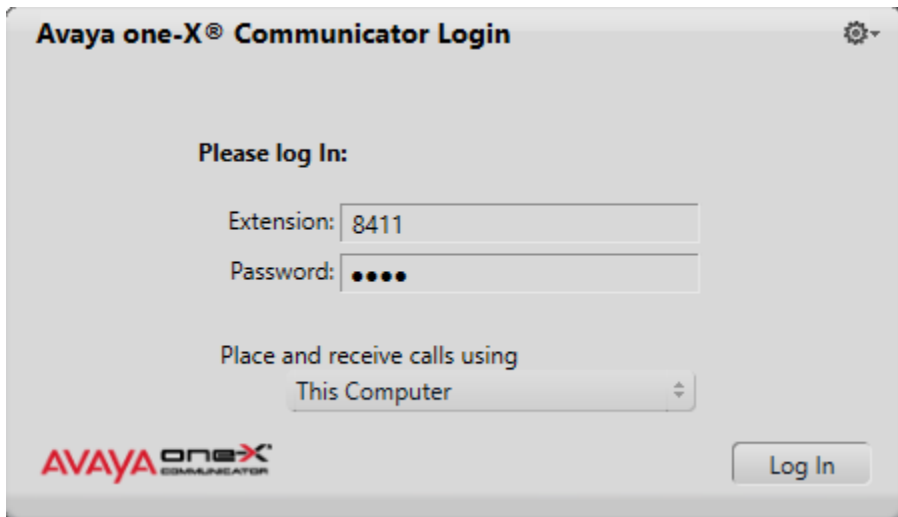 Avaya one-X® Communicator Login
Please log In:
Extension: 8411
Password: ●●●●
Place and receive calls using
This Computer
AVAYA one-X COMMUNICATOR
Log In